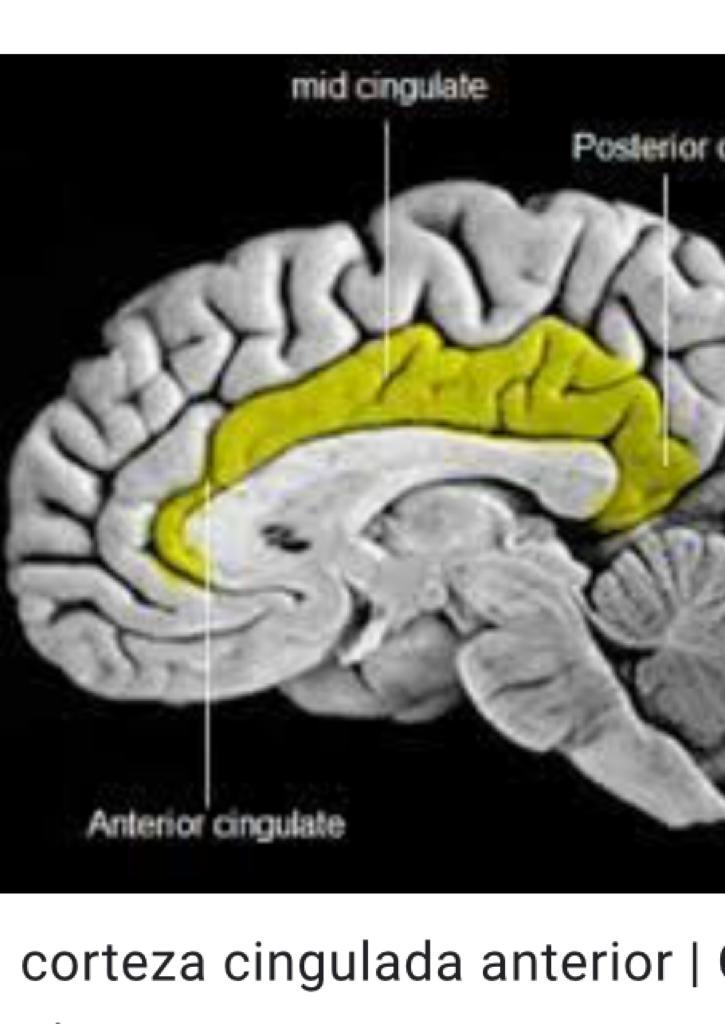 mid cingulate
Posterior
Anterior cingulate
corteza cingulada anterior |